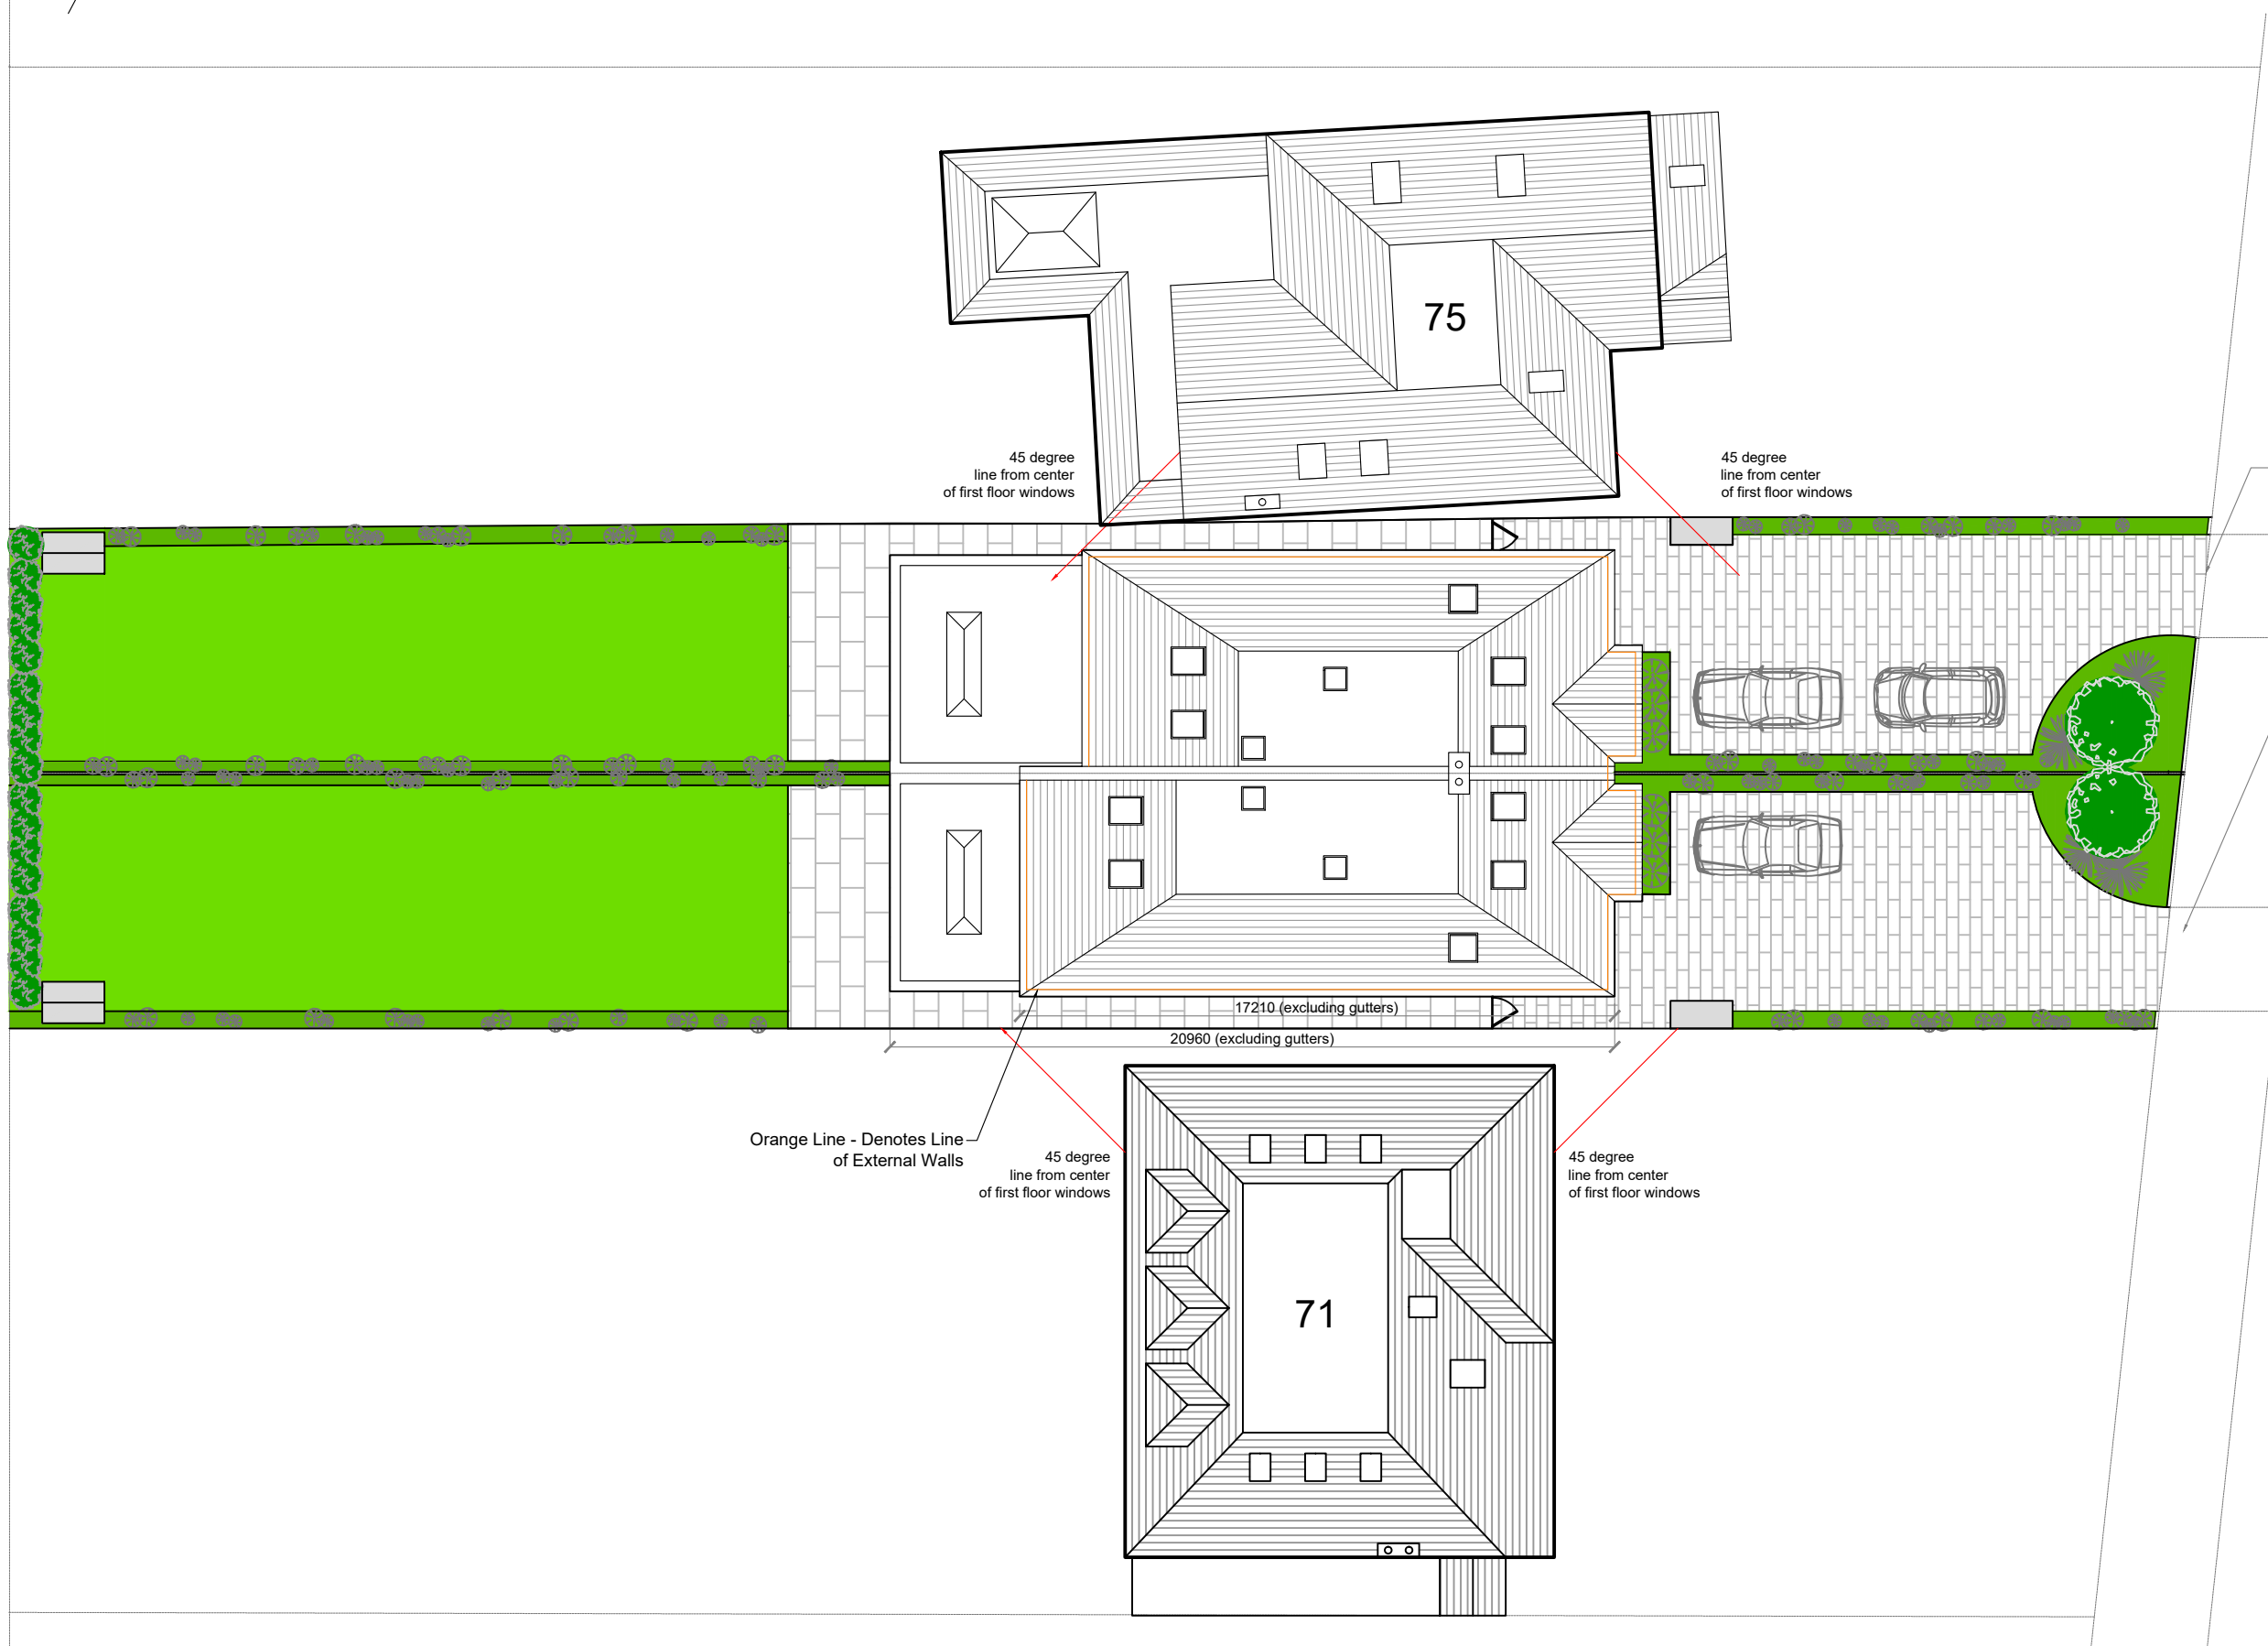 75
45 degree
line from center
of first floor windows
45 degree
line from center
of first floor windows
17210 (excluding gutters)
20960 (excluding gutters)
Orange Line - Denotes Line
of External Walls
45 degree
line from center
of first floor windows
45 degree
line from center
of first floor windows
71